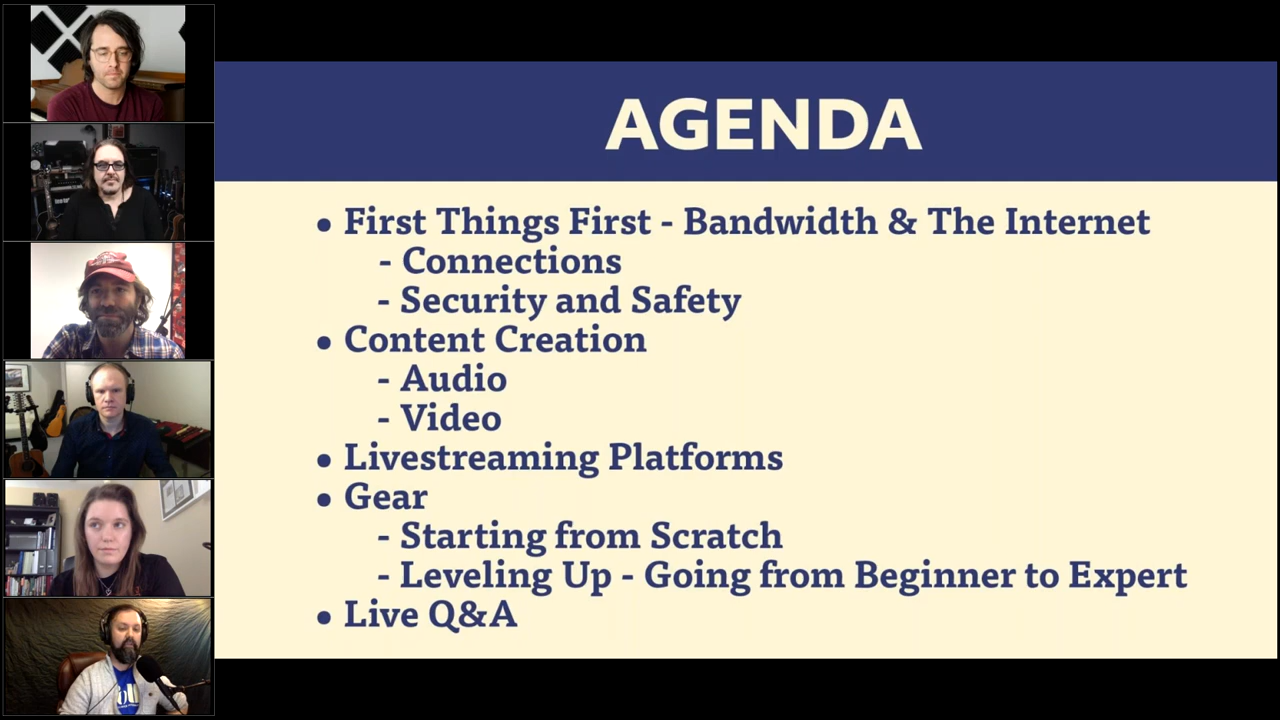 AGENDA
• First Things First - Bandwidth & The Internet
- Connections
- Security and Safety
• Content Creation
- Audio
- Video
• Livestreaming Platforms
• Gear
- Starting from Scratch
- Leveling Up - Going from Beginner to Expert
• Live Q&A